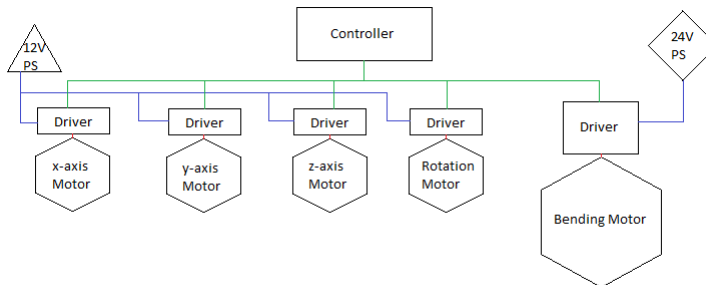 Controller
12V
PS
24V
PS
Driver
Driver
Driver
Driver
Driver
x-axis
Motor
y-axis
Motor
z-axis
Motor
Rotation
Motor
Bending Motor